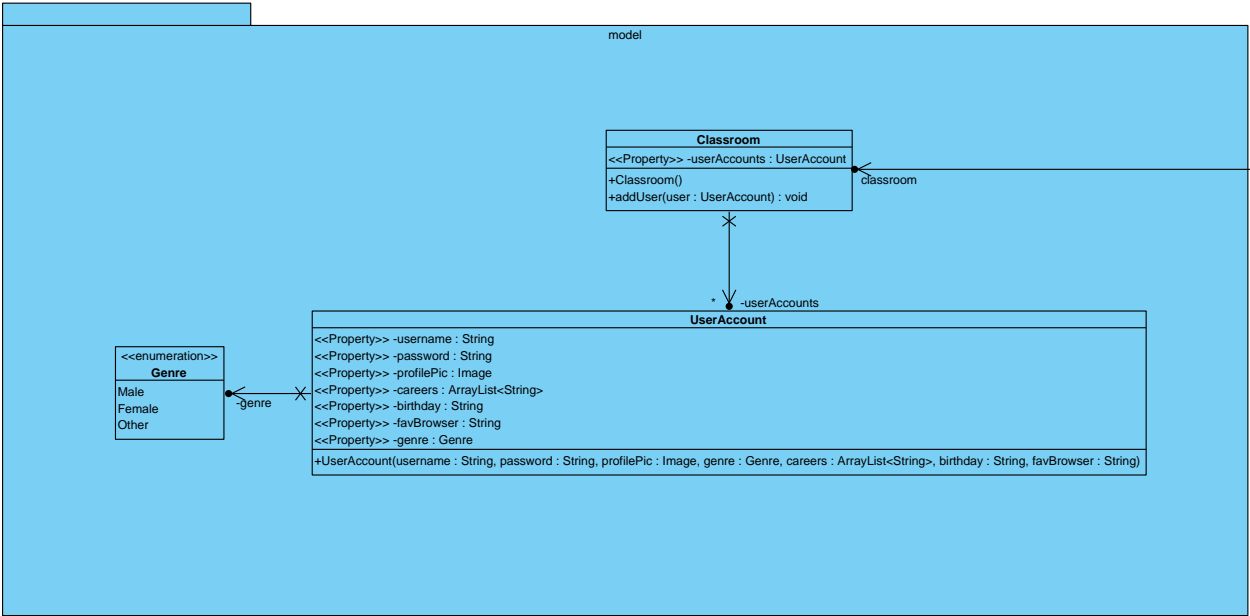 model
Classroom
<<Property>> -userAccounts : UserAccount
+Classroom()
+addUser(user : UserAccount) : void
classroom
* -userAccounts
UserAccount
<<Property>> -username : String
<<Property>> -password : String
<<Property>> -profilePic : Image
<<Property>> -careers : ArrayList<String>
<<Property>> -birthday : String
<<Property>> -favBrowser : String
<<Property>> -genre : Genre
+UserAccount(username : String, password : String, profilePic : Image, genre : Genre, careers : ArrayList<String>, birthday : String, favBrowser : String)
<<enumeration>>
Genre
Male
Female
Other
-genre